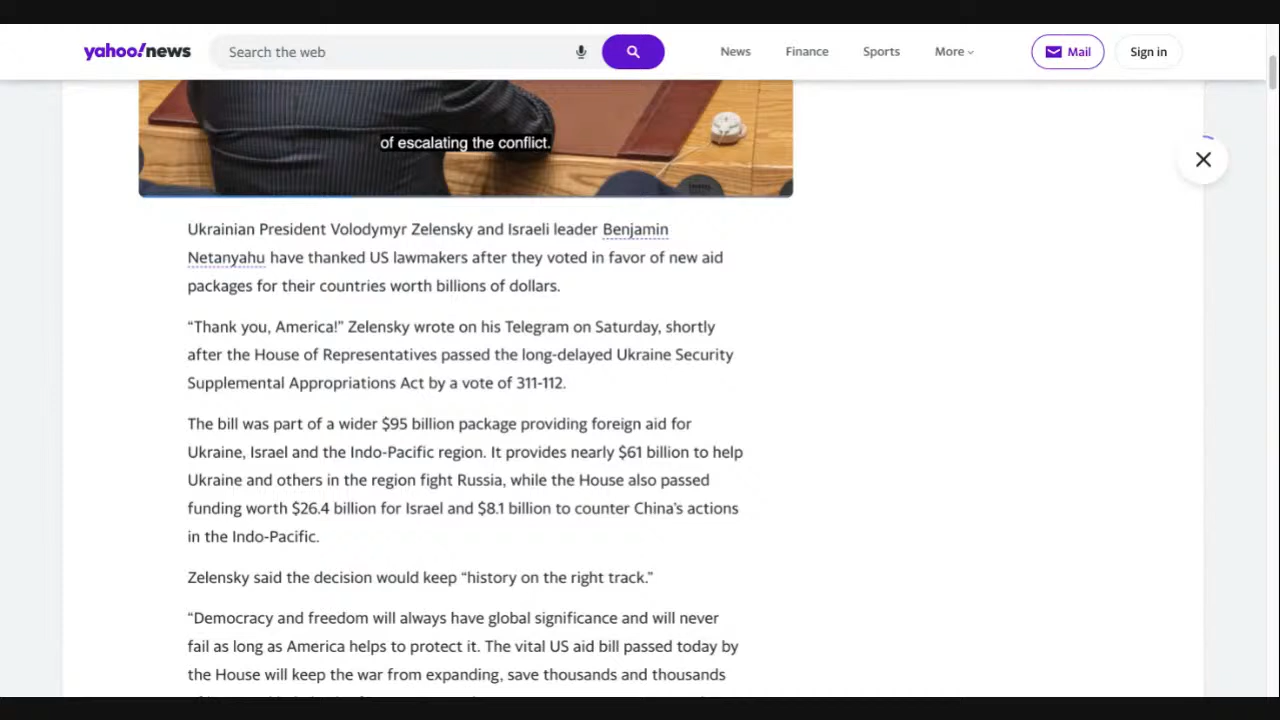 yahoo!news
Search the web
News
Finance
Sports
More
Mail
Sign in
of escalating the conflict.
Ukrainian President Volodymyr Zelensky and Israeli leader Benjamin
Netanyahu have thanked US lawmakers after they voted in favor of new aid
packages for their countries worth billions of dollars.
“Thank you, America!” Zelensky wrote on his Telegram on Saturday, shortly
after the House of Representatives passed the long-delayed Ukraine Security
Supplemental Appropriations Act by a vote of 311-112.
The bill was part of a wider $95 billion package providing foreign aid for
Ukraine, Israel and the Indo-Pacific region. It provides nearly $61 billion to help
Ukraine and others in the region fight Russia, while the House also passed
funding worth $26.4 billion for Israel and $8.1 billion to counter China’s actions
in the Indo-Pacific.
Zelensky said the decision would keep “history on the right track.”
“Democracy and freedom will always have global significance and will never
fail as long as America helps to protect it. The vital US aid bill passed today by
the House will keep the war from expanding, save thousands and thousands